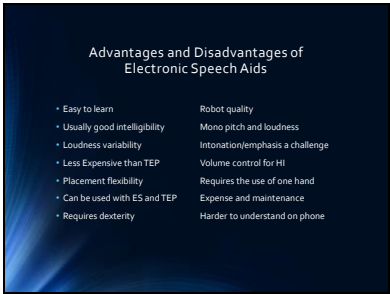 Advantages and Disadvantages of
Electronic Speech Aids
• Easy to learn
• Usually good intelligibility
• Loudness variability
• Less Expensive than TEP
• Placement flexibility
• Can be used with ES and TEP
• Requires dexterity
Robot quality
Mono pitch and loudness
Intonation/emphasis a challenge
Volume control for HI
Requires the use of one hand
Expense and maintenance
Harder to understand on phone